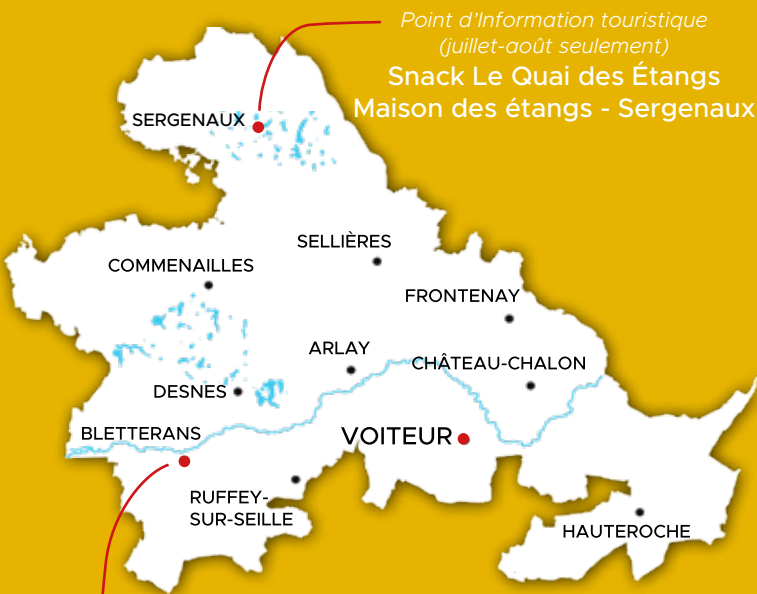 Point d'Information touristique
(juillet-août seulement)
Snack Le Quai des Étangs
Maison des étangs - Sergenaux
SERGENAUX
SELLIÈRES
COMMENAILLES
FRONTENAY
ARLAY
CHÂTEAU-CHALON
DESNES
BLETTERANS
VOITEUR
RUFFEY-
SUR-SEILLE
HAUTEROCHE